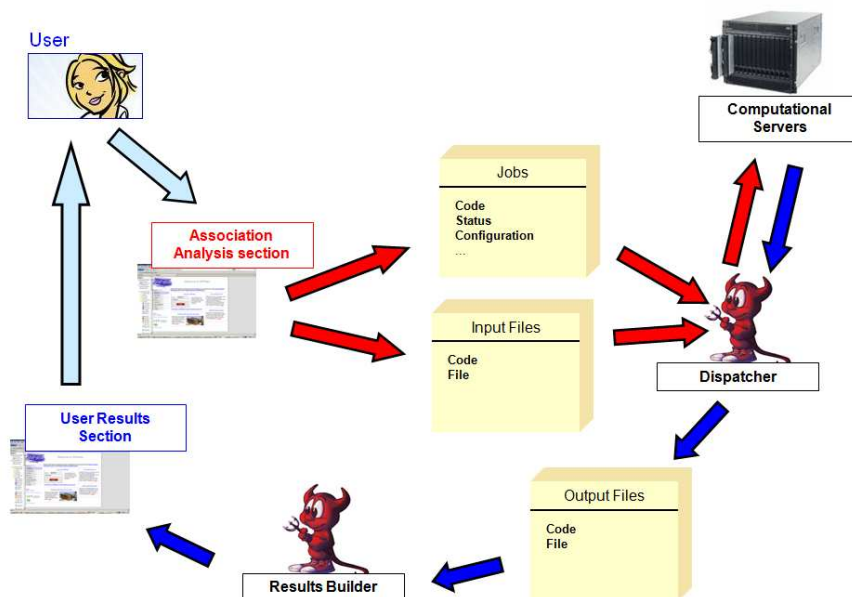 User
Computational
Servers
Jobs
Code
Status
Configuration
...
Association
Analysis section
Input Files
Code
File
Dispatcher
User Results
Section
Output Files
Code
File
Results Builder